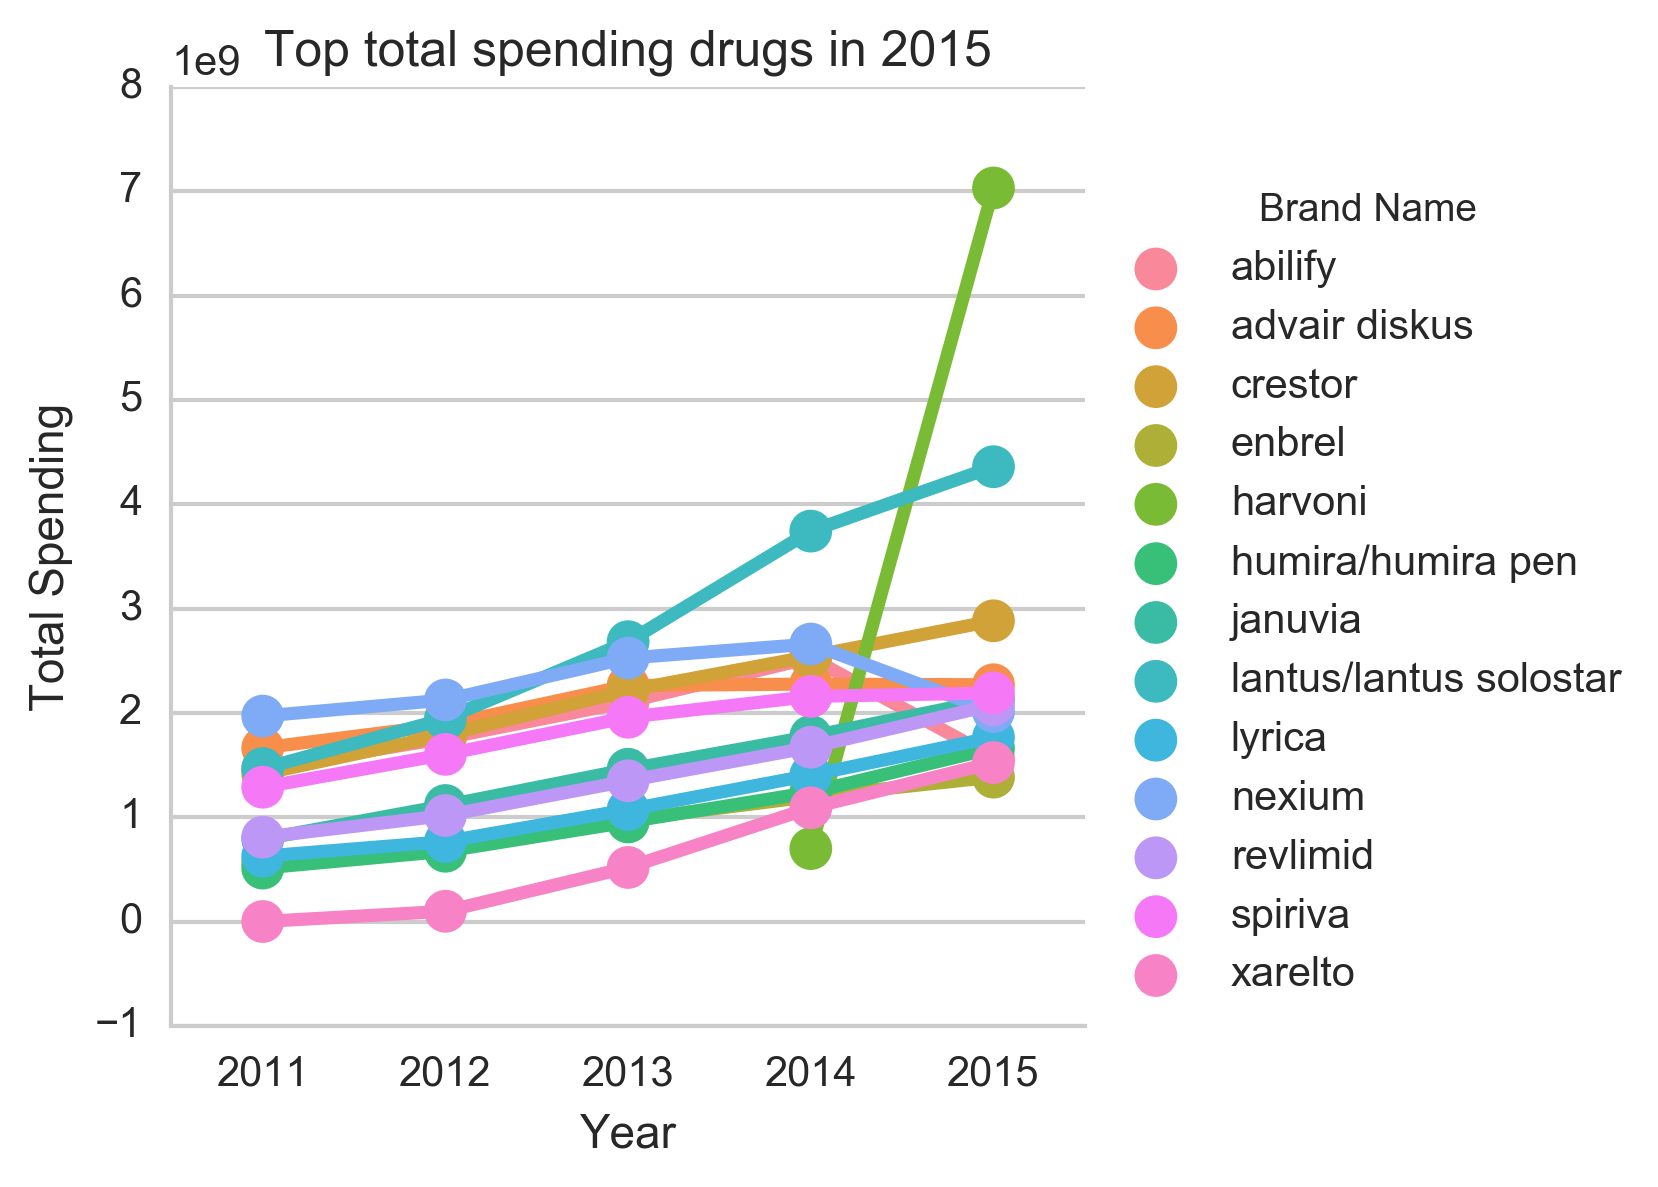 Top total spending drugs in 2015
1e9
8
7
6
5
4
3
2
1
0
−1
Total Spending
2011 2012 2013 2014 2015
Year
Brand Name
abilify
advair diskus
crestor
enbrel
harvoni
humira/humira pen
januvia
lantus/lantus solostar
lyrica
nexium
revlimid
spiriva
xarelto